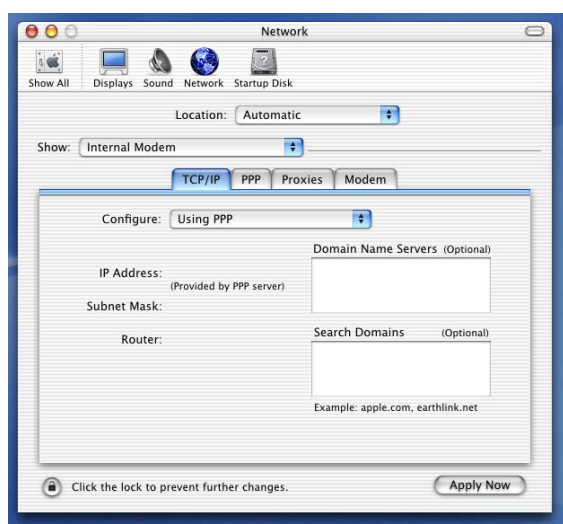 Network
Show All Displays Sound Network Startup Disk
Location: Automatic
Show: Internal Modem
TCP/IP PPP Proxies Modem
Configure: Using PPP
Domain Name Servers (Optional)
IP Address:
(Provided by PPP server)
Subnet Mask:
Router:
Search Domains (Optional)
Example: apple.com, earthlink.net
Click the lock to prevent further changes.
Apply Now